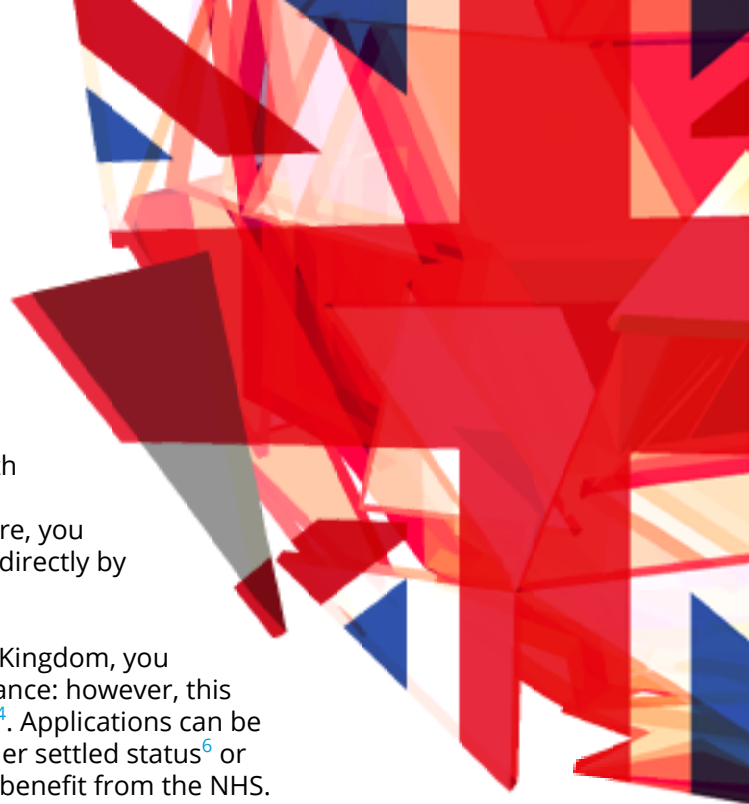 th
re, you
directly by
Kingdom, you
ance: however, this
4. Applications can be
er settled status6 or
benefit from the NHS.